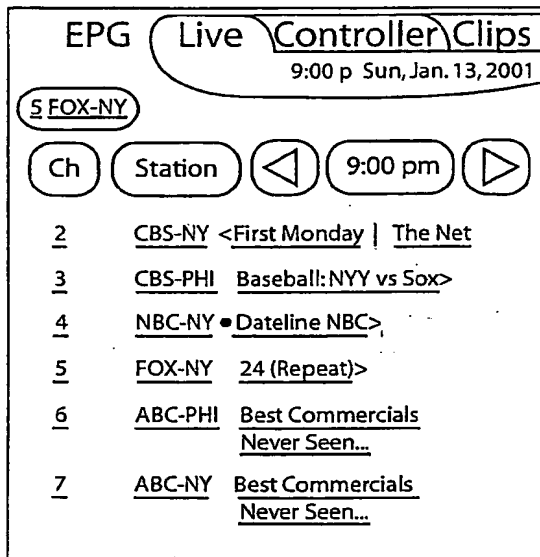 EPG Live Controller Clips
9:00 p Sun, Jan. 13, 2001
5 FOX-NY
Ch Station 9:00 pm
2 CBS-NY <First Monday | The Net
3 CBS-PHI Baseball: NYY vs Sox>
4 NBC-NY • Dateline NBC>
5 FOX-NY 24 (Repeat)>
6 ABC-PHI Best Commercials
Never Seen...
7 ABC-NY Best Commercials
Never Seen...